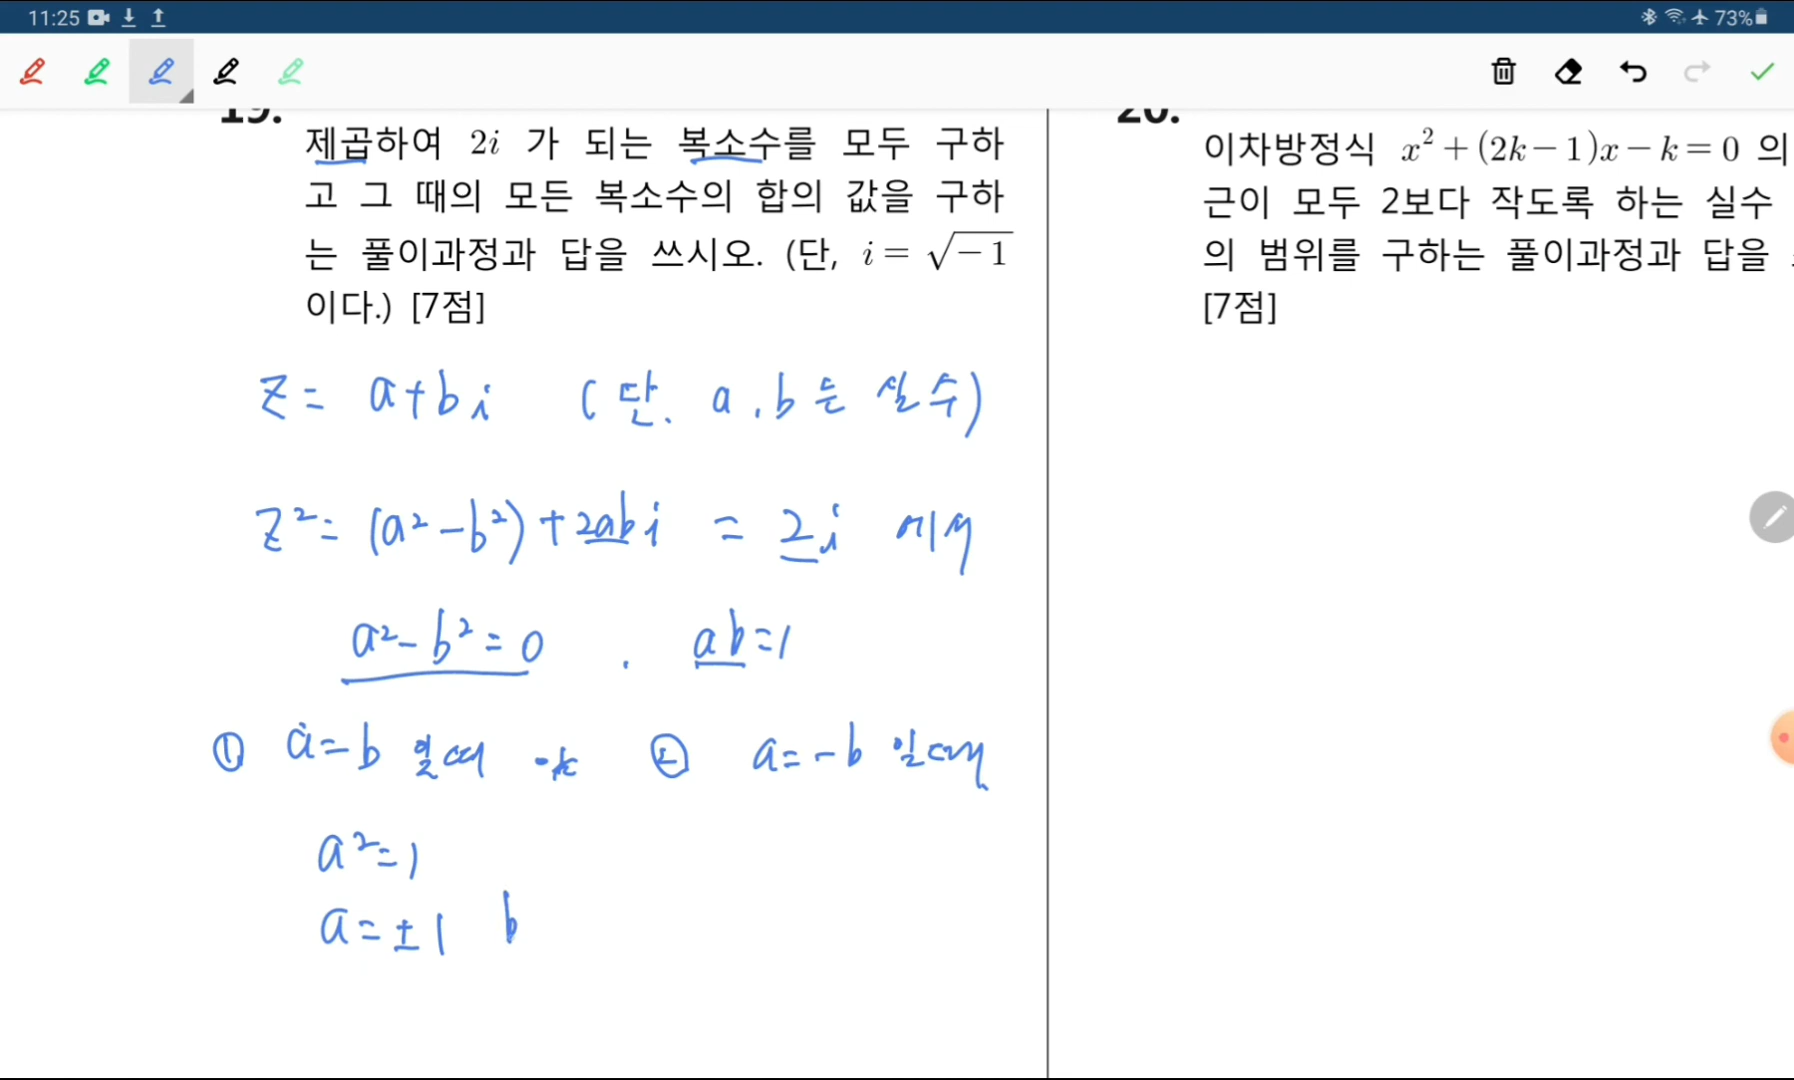 11:25
73%
19.
제곱하여 2i 가 되는 복소수를 모두 구하
고 그 때의 모든 복소수의 합의 값을 구하
는 풀이과정과 답을 쓰시오. (단, i = √-1
이다.) [7점]
z = a+bi (단. a, b는 실수)
z² = (a²-b²)+2abi = 2i 에서
a²-b²=0 , ab=1
① a=b 일때 ② a=-b 일때
a²=1
a=±1 b
20.
이차방정식 x²+(2k-1)x-k=0 의
근이 모두 2보다 작도록 하는 실수
의 범위를 구하는 풀이과정과 답을
[7점]